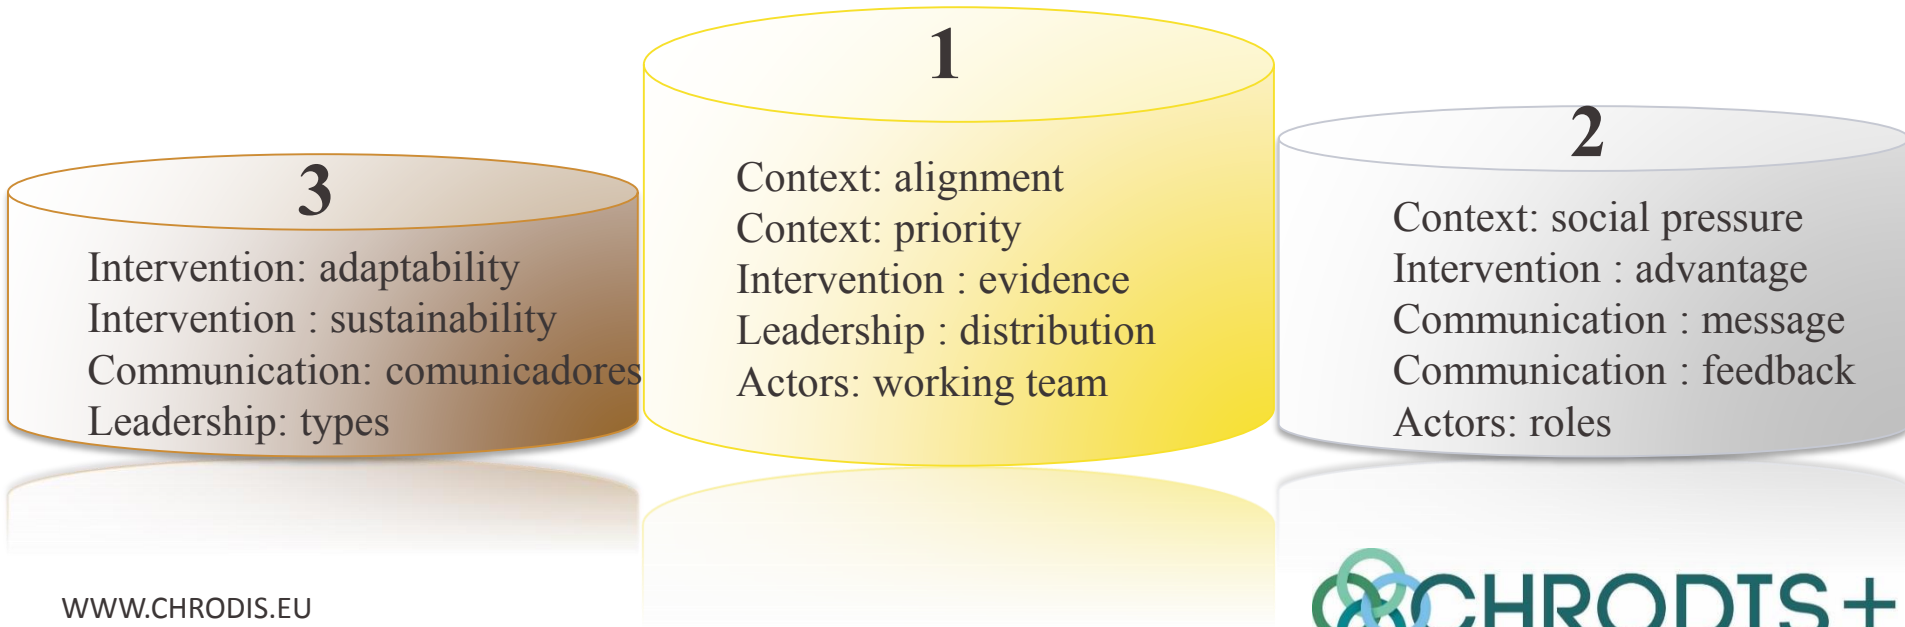 3
Intervention: adaptability
Intervention : sustainability
Communication: comunicadores
Leadership: types
1
Context: alignment
Context: priority
Intervention : evidence
Leadership : distribution
Actors: working team
2
Context: social pressure
Intervention : advantage
Communication : message
Communication : feedback
Actors: roles
WWW.CHRODIS.EU
CHRODIS+